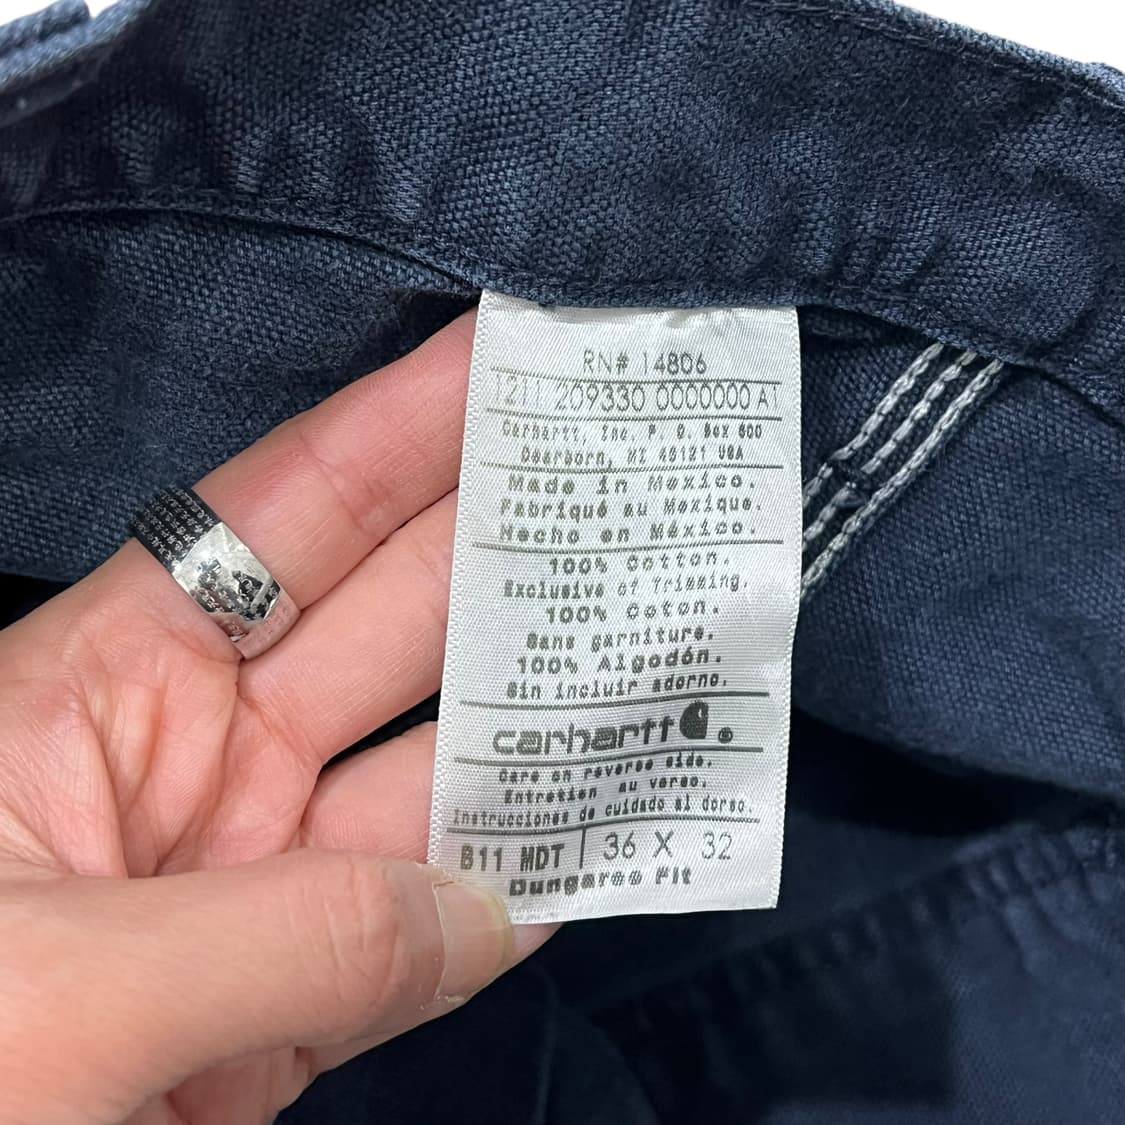 RN# 14806
1211 209330 0000000 A1
Carhartt, Inc. P. O. Box 600
Dearborn, MI 48121 USA
Made in Mexico.
Fabriqué au Mexique.
Hecho en México.
100% Cotton.
Exclusive of Trimming.
100% Coton.
Sans garniture.
100% Algodón.
Sin incluir adorno.
carhartt ®
Care on reverse side.
Entretien au verso.
Instrucciones de cuidado al dorso.
B11 MDT | 36 X 32
Dungaree Fit